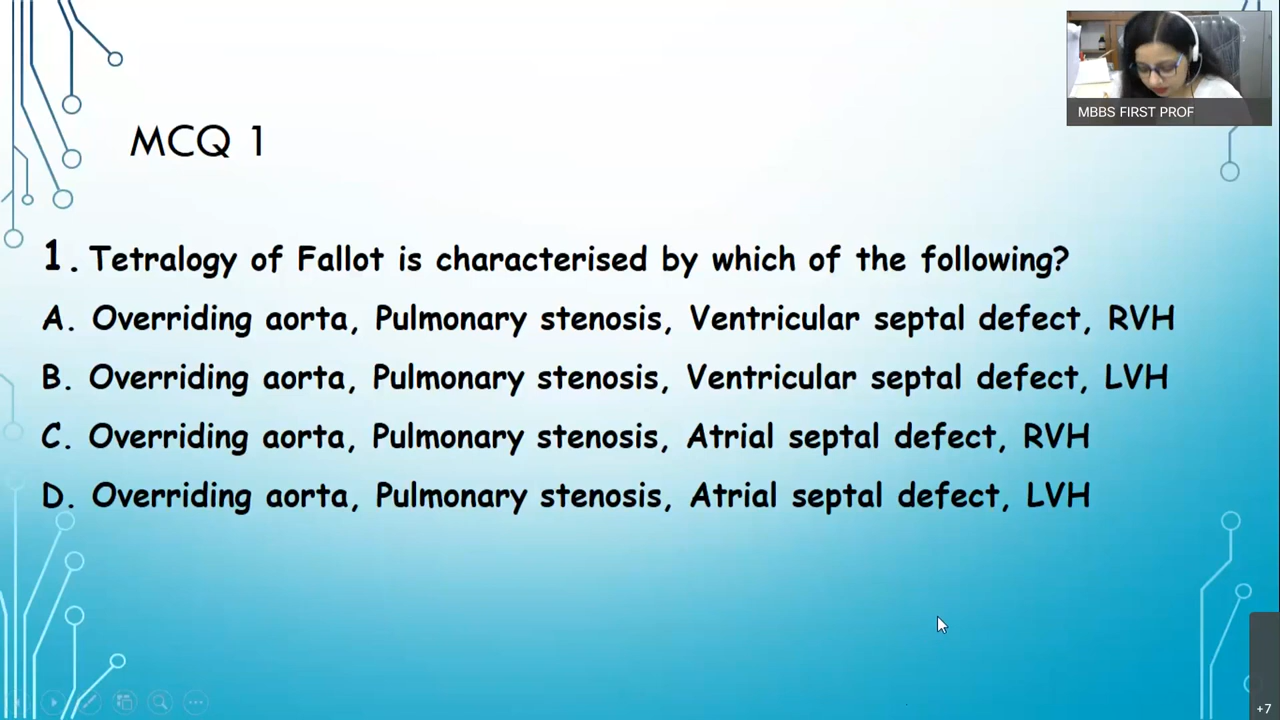 MBBS FIRST PROF
MCQ 1
1. Tetralogy of Fallot is characterised by which of the following?
A. Overriding aorta, Pulmonary stenosis, Ventricular septal defect, RVH
B. Overriding aorta, Pulmonary stenosis, Ventricular septal defect, LVH
C. Overriding aorta, Pulmonary stenosis, Atrial septal defect, RVH
D. Overriding aorta, Pulmonary stenosis, Atrial septal defect, LVH
+7